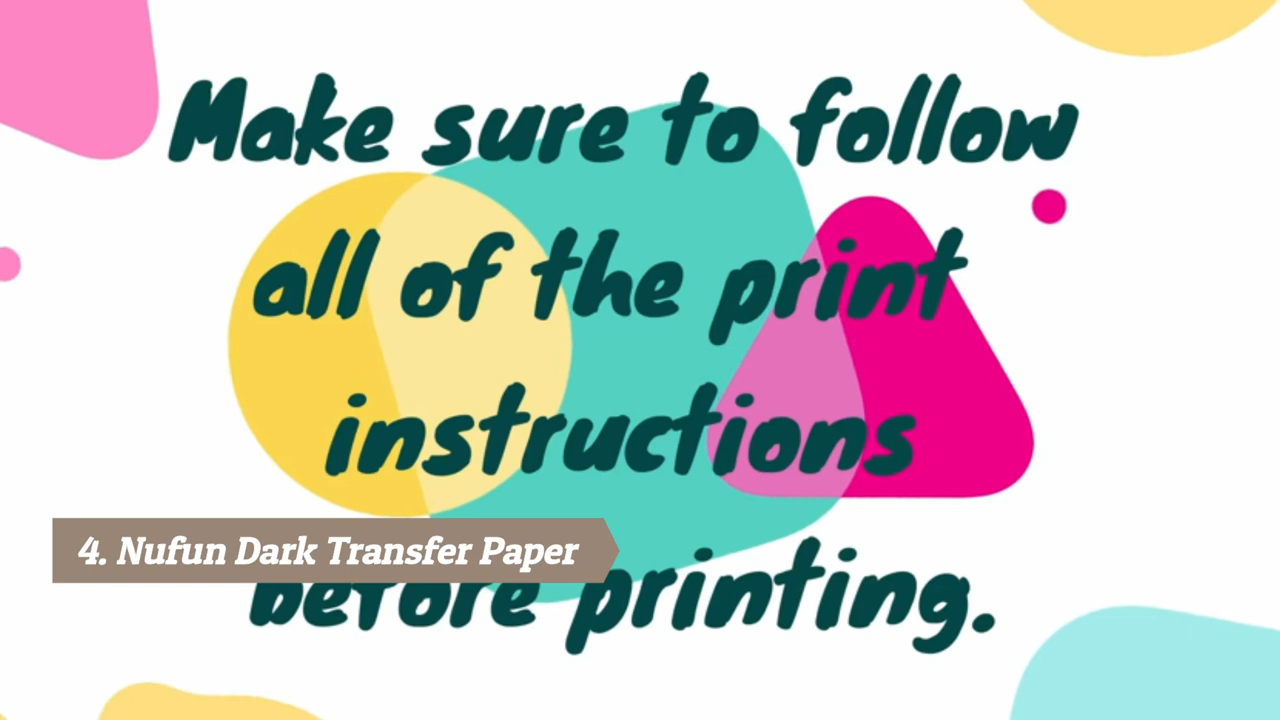 Make sure to follow
all of the print
instructions
4. Nufun Dark Transfer Paper
before printing.